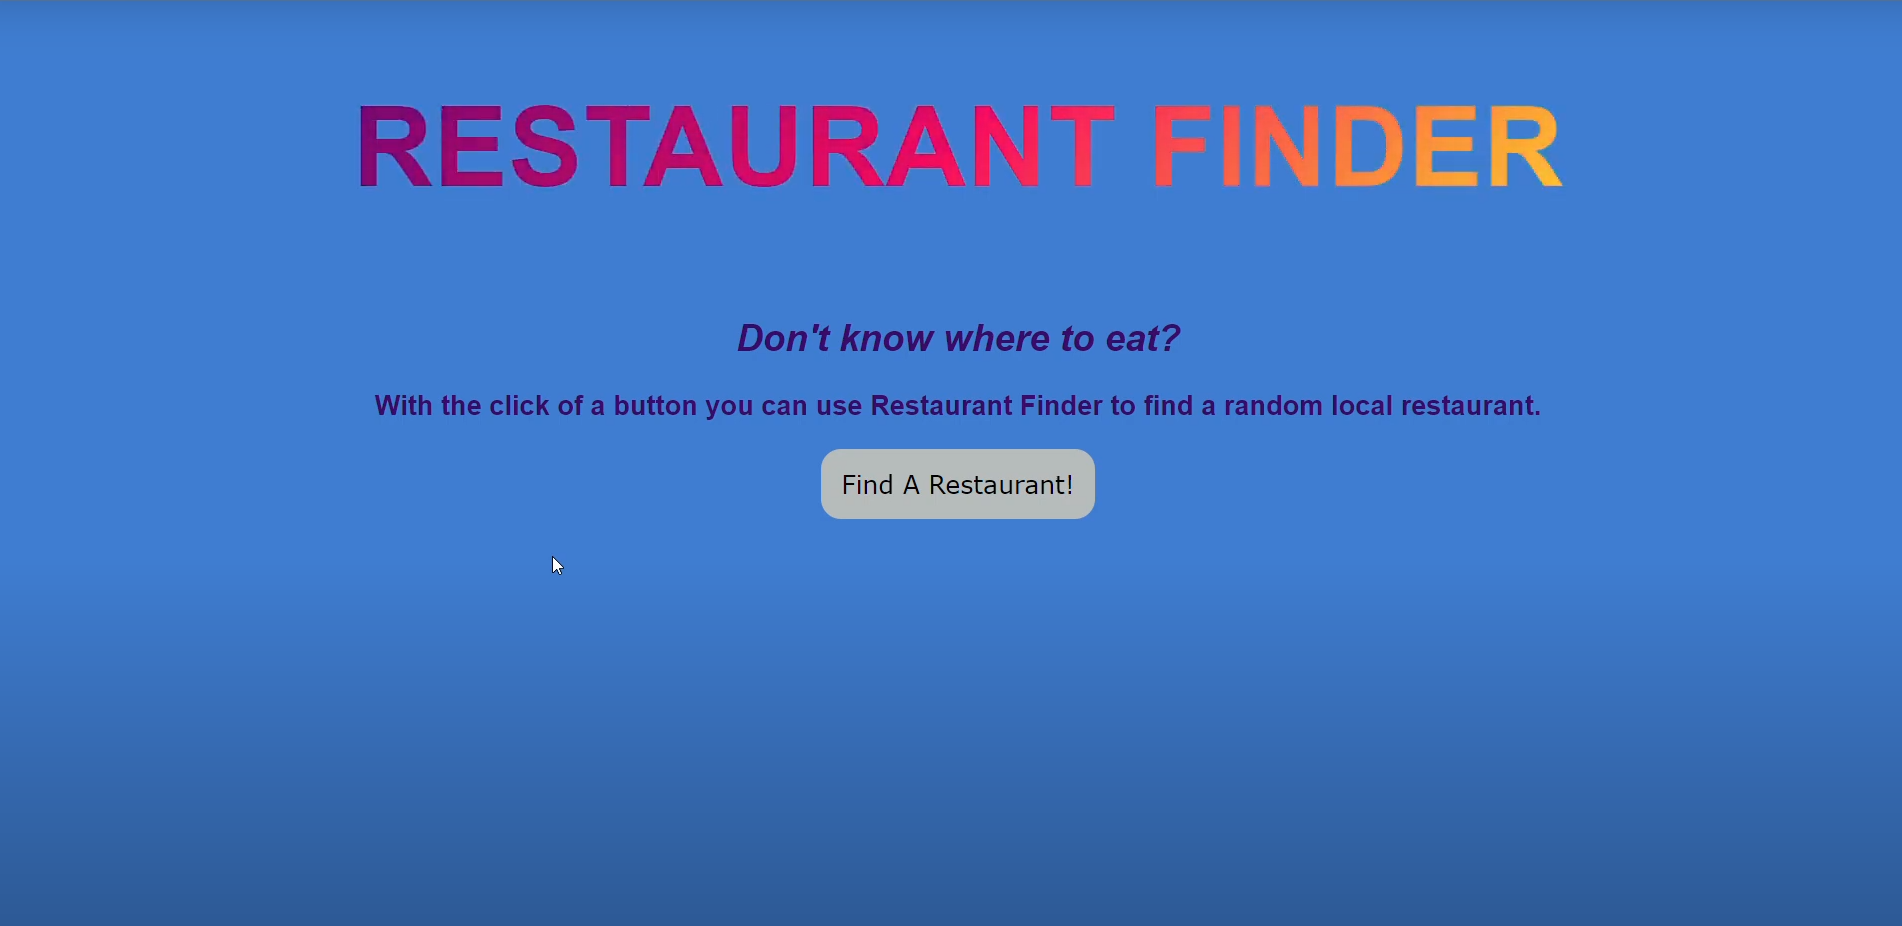 RESTAURANT FINDER
Don't know where to eat?
With the click of a button you can use Restaurant Finder to find a random local restaurant.
Find A Restaurant!